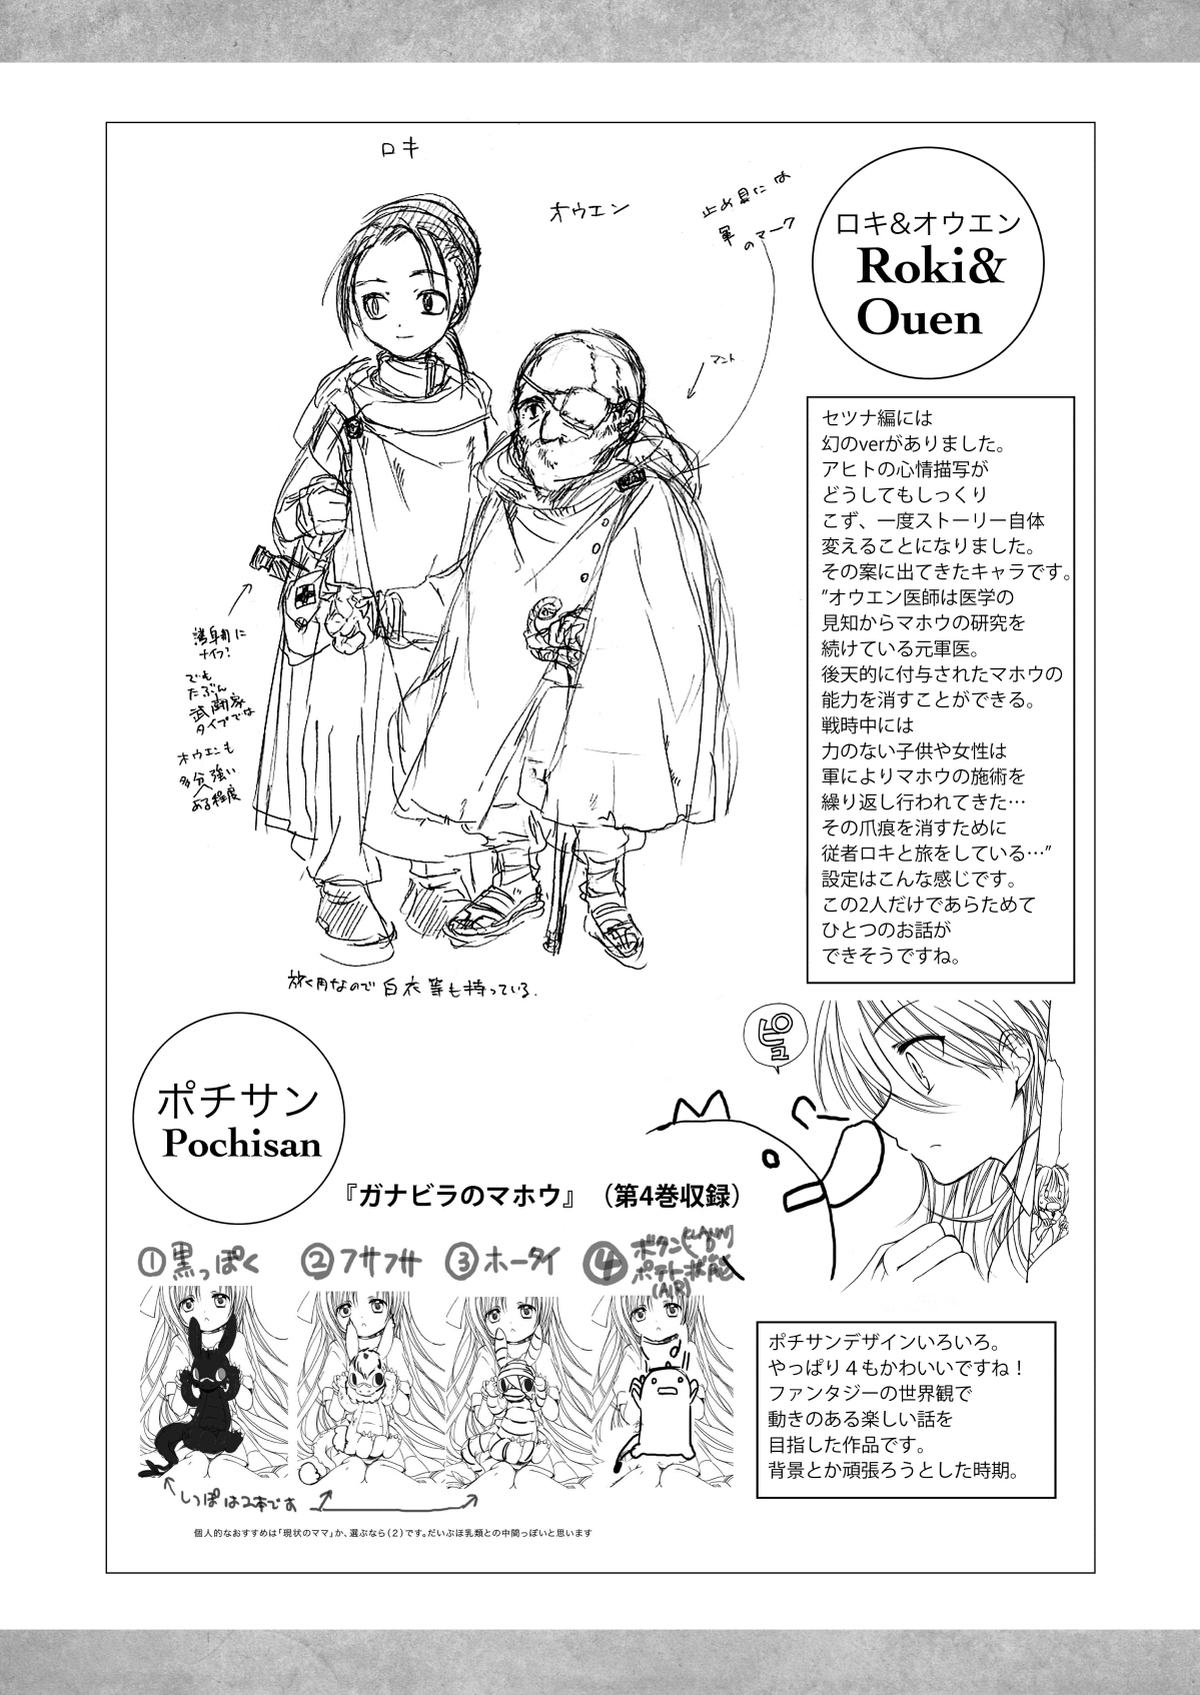 ロキ
オウエン
止め具には
軍のマーク
マント
ロキ&オウエン
Roki&
Ouen
セツナ編には
幻のverがありました。
アヒトの心情描写が
どうしてもしっくり
こず、一度ストーリー自体
変えることになりました。
その案に出てきたキャラです。
”オウエン医師は医学の
見知からマホウの研究を
続けている元軍医。
後天的に付与されたマホウの
能力を消すことができる。
戦時中には
力のない子供や女性は
軍によりマホウの施術を
繰り返し行われてきた…
その爪痕を消すために
従者ロキと旅をしている…”
設定はこんな感じです。
この2人だけであらためて
ひとつのお話が
できそうですね。
護身用に
ナイフ?
でも
たぶん
武闘家
タイプでは
オウエンも
多分強い
ある程度
旅用なので白衣等も持っている.
ポチサン
Pochisan
『ガナビラのマホウ』（第4巻収録）
①黒っぽく
②フサフサ
③ホータイ
④ボタン(CLANNAD)
ポテト状態
(AIR)
しっぽは2本です
個人的なおすすめは「現状のママ」か、選ぶなら（2）です。だいぶほ乳類との中間っぽいと思います
ポチサンデザインいろいろ。
やっぱり４もかわいいですね！
ファンタジーの世界観で
動きのある楽しい話を
目指した作品です。
背景とか頑張ろうとした時期。